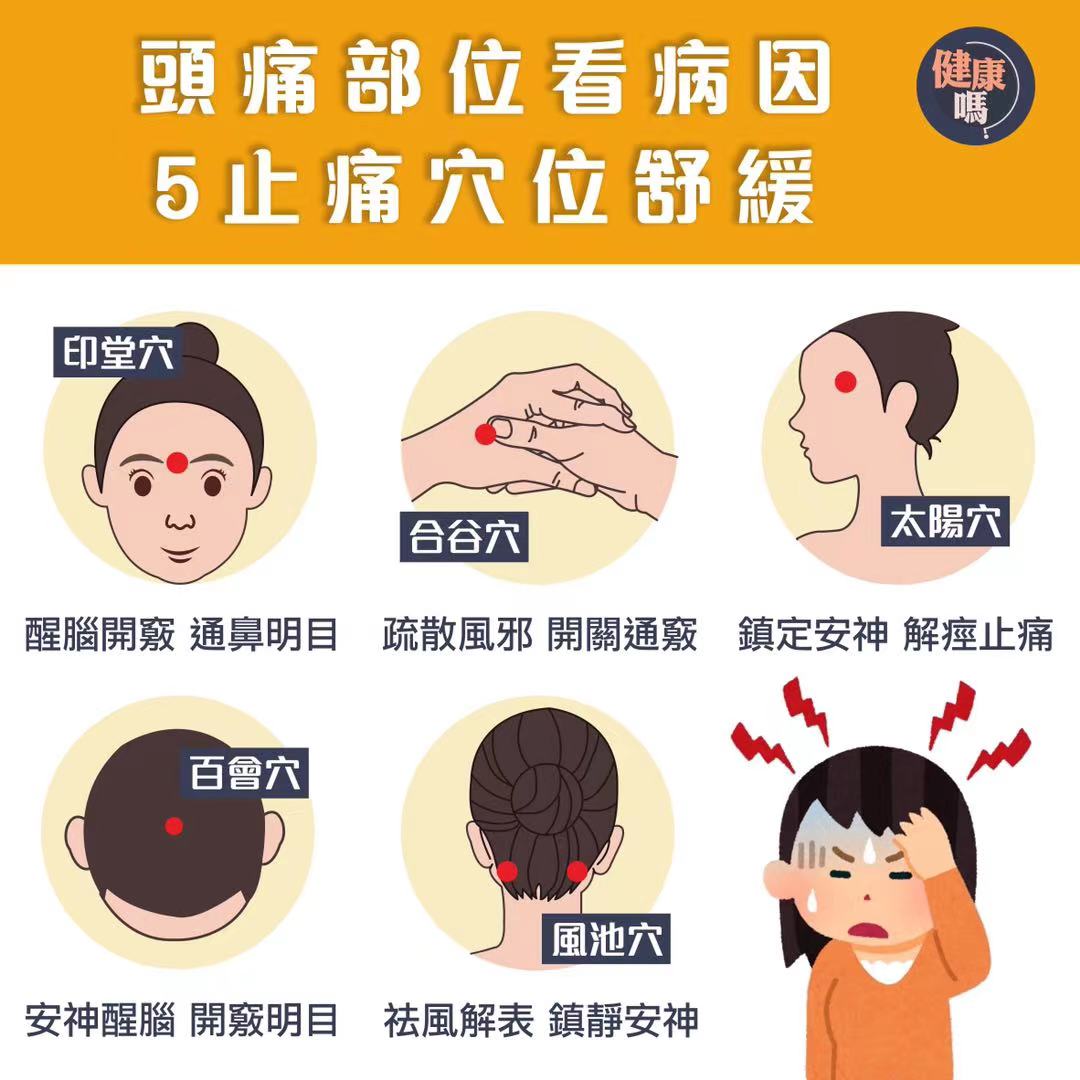 頭痛部位看病因
健康
嗎?
5止痛穴位舒緩
印堂穴
合谷穴
太陽穴
醒腦開竅 通鼻明目
疏散風邪 開關通竅
鎮定安神 解痙止痛
百會穴
風池穴
安神醒腦 開竅明目
祛風解表 鎮靜安神